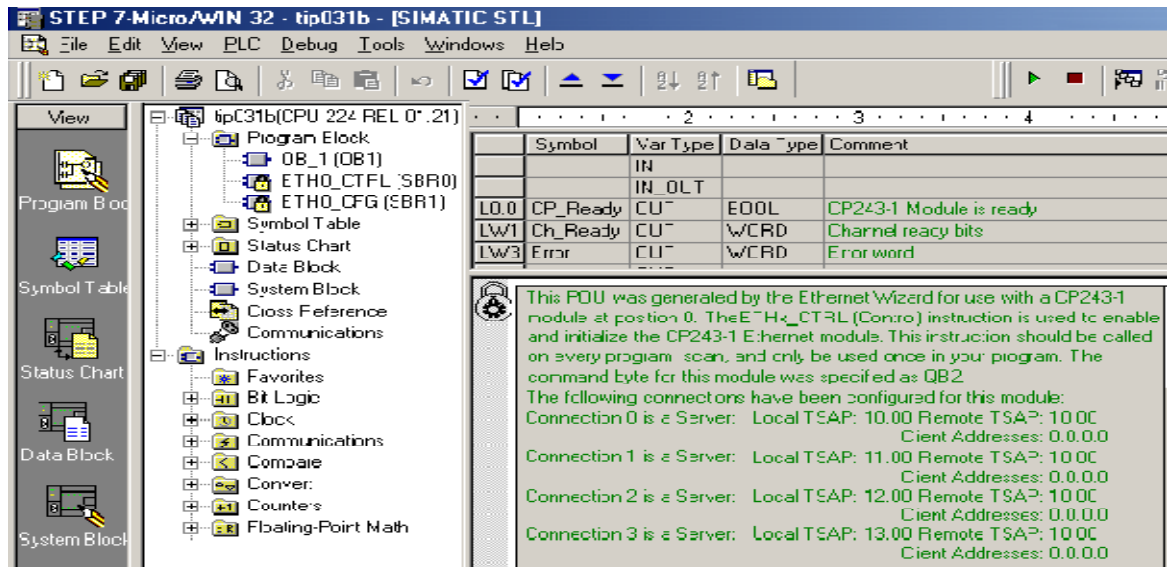 STEP 7-Micro/WIN 32 - tip031b - [SIMATIC STL]
File Edit View PLC Debug Tools Windows Help
View
Program Bloc
Symbol Table
Status Chart
Data Block
System Block
tip031b(CPU 224 REL 01.21)
Program Block
OB_1 (OB1)
ETH0_CTRL (SBR0)
ETH0_CFG (SBR1)
Symbol Table
Status Chart
Data Block
System Block
Cross Reference
Communications
Instructions
Favorites
Bit Logic
Clock
Communications
Compare
Convert
Counters
Floating-Point Math
2 3 4
Symbol Var Type Data Type Comment
IN
IN_OUT
L0.0 CP_Ready OUT BOOL CP243-1 Module is ready
LW1 Ch_Ready OUT WORD Channel ready bits
LW3 Error OUT WORD Error word
This POU was generated by the Ethernet Wizard for use with a CP243-1
module at postion 0. The ETHx_CTRL (Control) instruction is used to enable
and initialize the CP243-1 Ethernet module. This instruction should be called
on every program scan, and only be used once in your program. The
command byte for this module was specified as QB2
The following connections have been configured for this module:
Connection 0 is a Server: Local TSAP: 10.00 Remote TSAP: 10.00
Client Addresses: 0.0.0.0
Connection 1 is a Server: Local TSAP: 11.00 Remote TSAP: 10.00
Client Addresses: 0.0.0.0
Connection 2 is a Server: Local TSAP: 12.00 Remote TSAP: 10.00
Client Addresses: 0.0.0.0
Connection 3 is a Server: Local TSAP: 13.00 Remote TSAP: 10.00
Client Addresses: 0.0.0.0